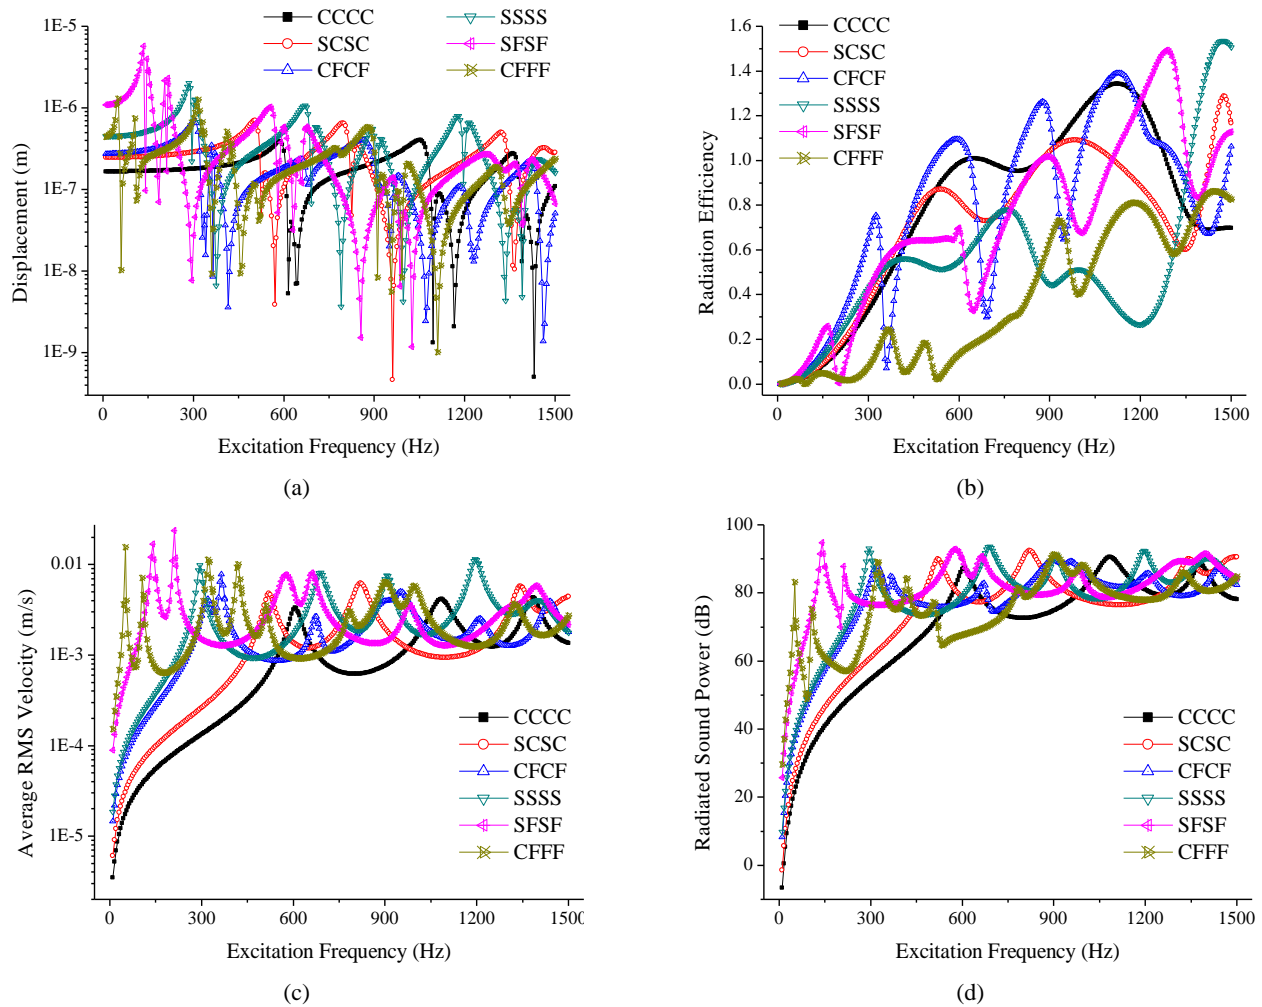 CCCC
SCSC
CFCF
SSSS
SFSF
CFFF
1E-5
1E-6
1E-7
1E-8
1E-9
Displacement (m)
0 300 600 900 1200 1500
Excitation Frequency (Hz)
(a)
CCCC
SCSC
CFCF
SSSS
SFSF
CFFF
1.6
1.4
1.2
1.0
0.8
0.6
0.4
0.2
0.0
Radiation Efficiency
0 300 600 900 1200 1500
Excitation Frequency (Hz)
(b)
0.01
1E-3
1E-4
1E-5
Average RMS Velocity (m/s)
CCCC
SCSC
CFCF
SSSS
SFSF
CFFF
0 300 600 900 1200 1500
Excitation Frequency (Hz)
(c)
100
80
60
40
20
0
Radiated Sound Power (dB)
CCCC
SCSC
CFCF
SSSS
SFSF
CFFF
0 300 600 900 1200 1500
Excitation Frequency (Hz)
(d)